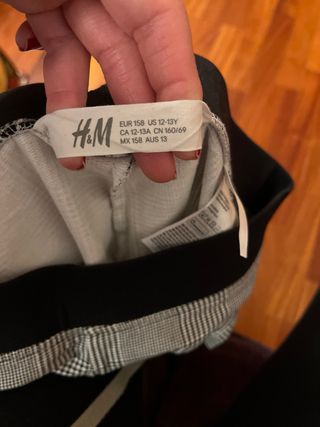 H&M
EUR 158 US 12-13Y
CA 12-13A CN 160/69
MX 158 AUS 13